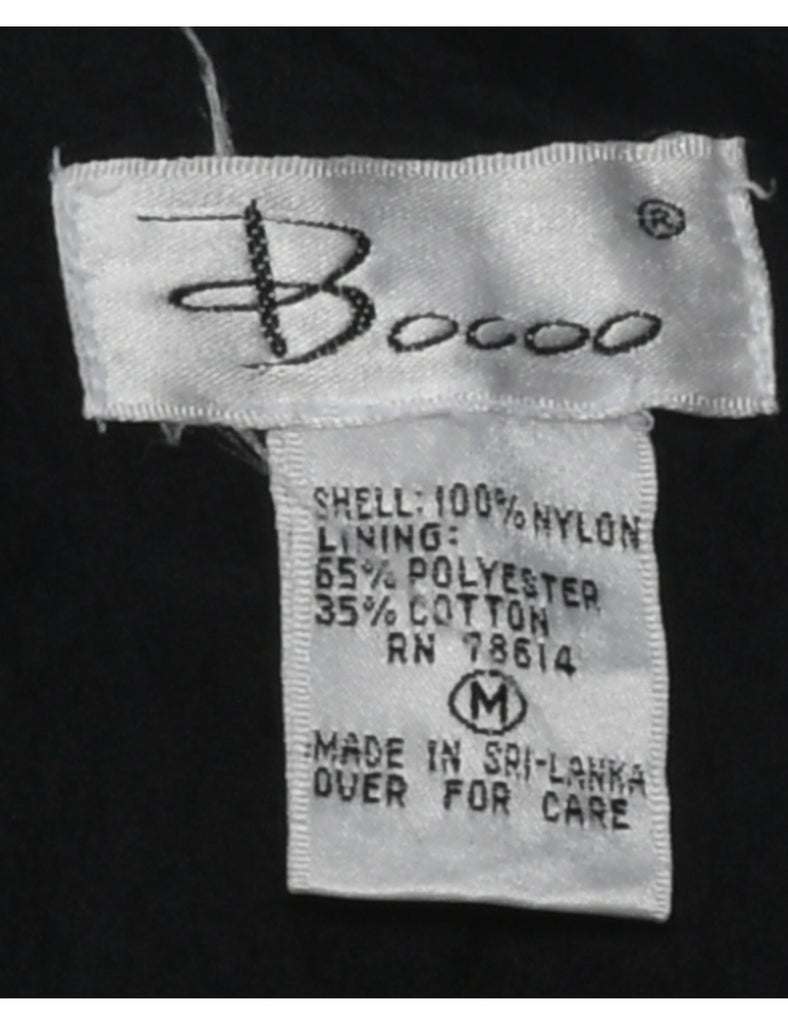 Bocoo ®
SHELL: 100% NYLON
LINING:
65% POLYESTER
35% COTTON
RN 78614
M
MADE IN SRI-LANKA
OVER FOR CARE